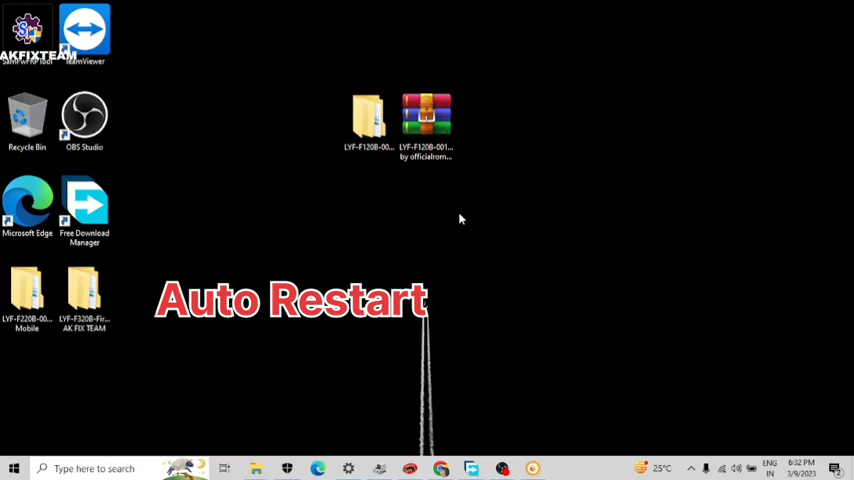 SamFwFRPTool
AKFIXTEAM
TeamViewer
LYF-F120B-00...
LYF-F120B-001...
by officialrom...
Recycle Bin
OBS Studio
Microsoft Edge
Free Download
Manager
Auto Restart
LYF-F220B-00...
Mobile
LYF-F320B-Fir...
AK FIX TEAM
Type here to search
25°C
ENG
IN
6:32 PM
3/9/2023
2